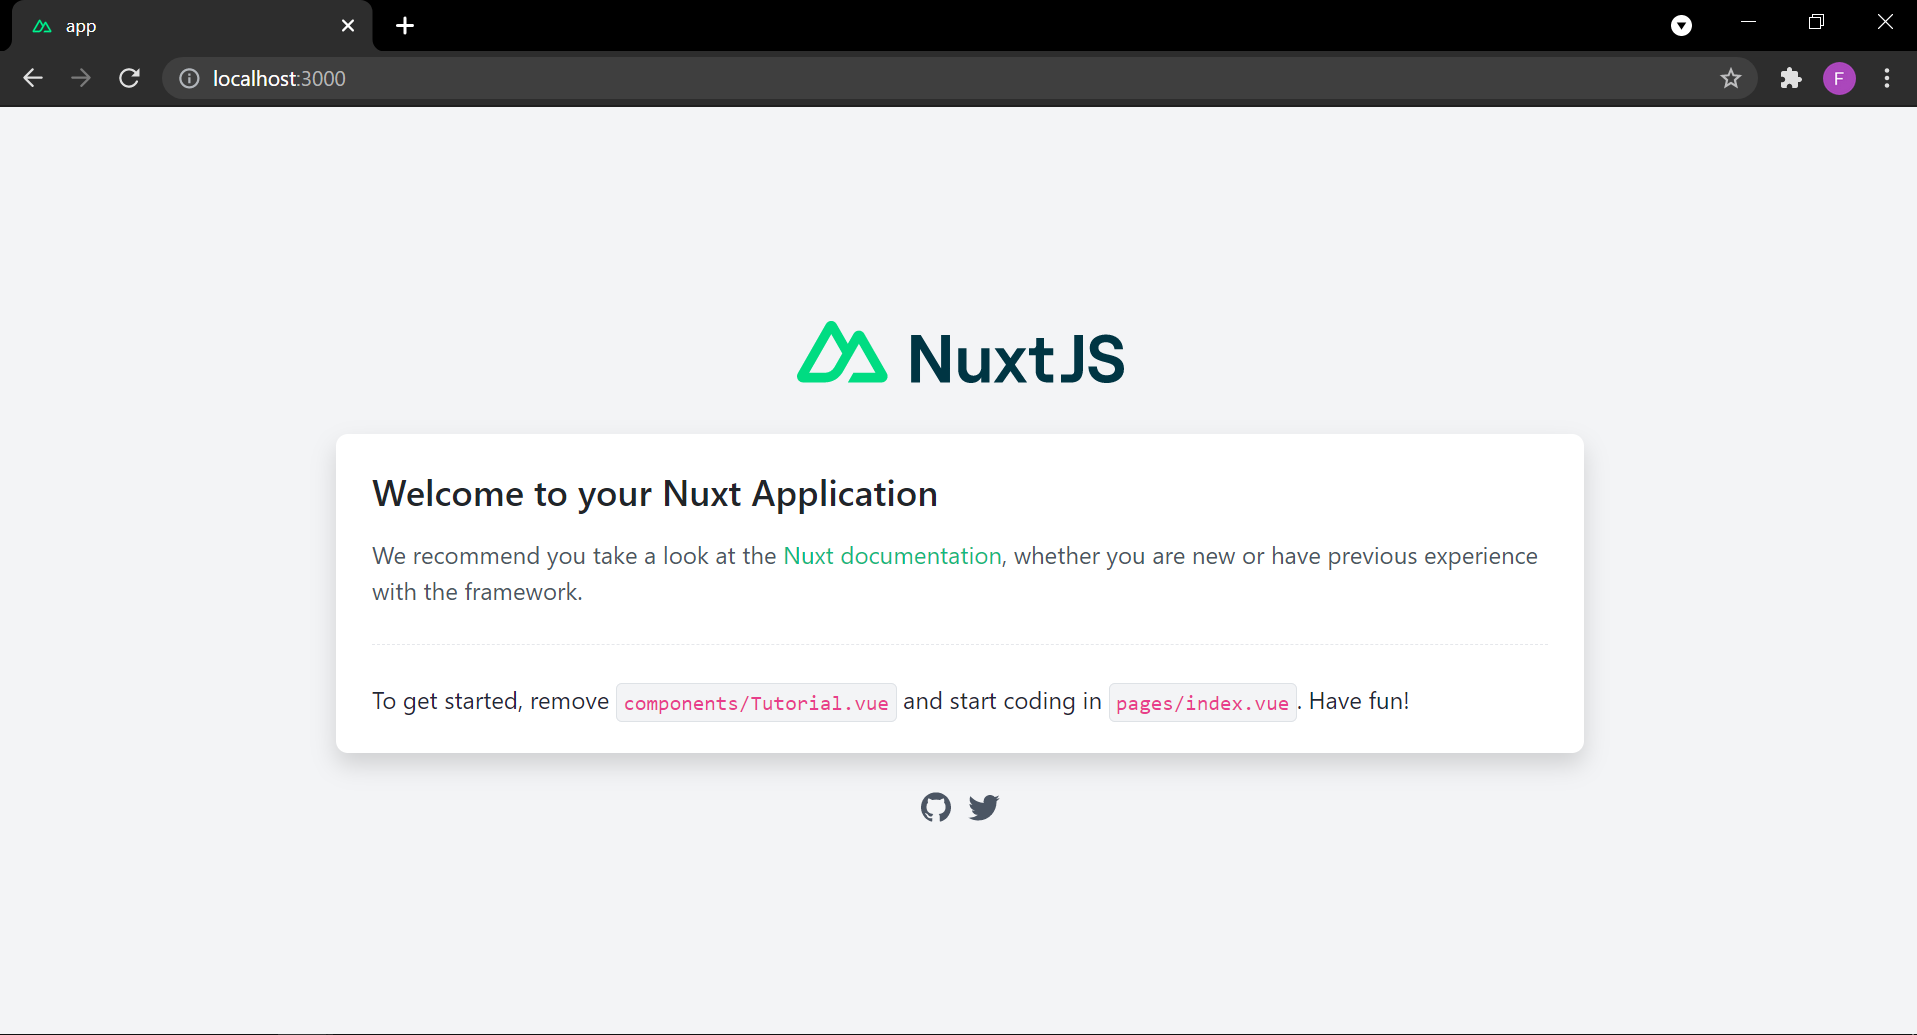 app
localhost:3000
F
NuxtJS
Welcome to your Nuxt Application
We recommend you take a look at the Nuxt documentation, whether you are new or have previous experience
with the framework.
To get started, remove components/Tutorial.vue and start coding in pages/index.vue. Have fun!